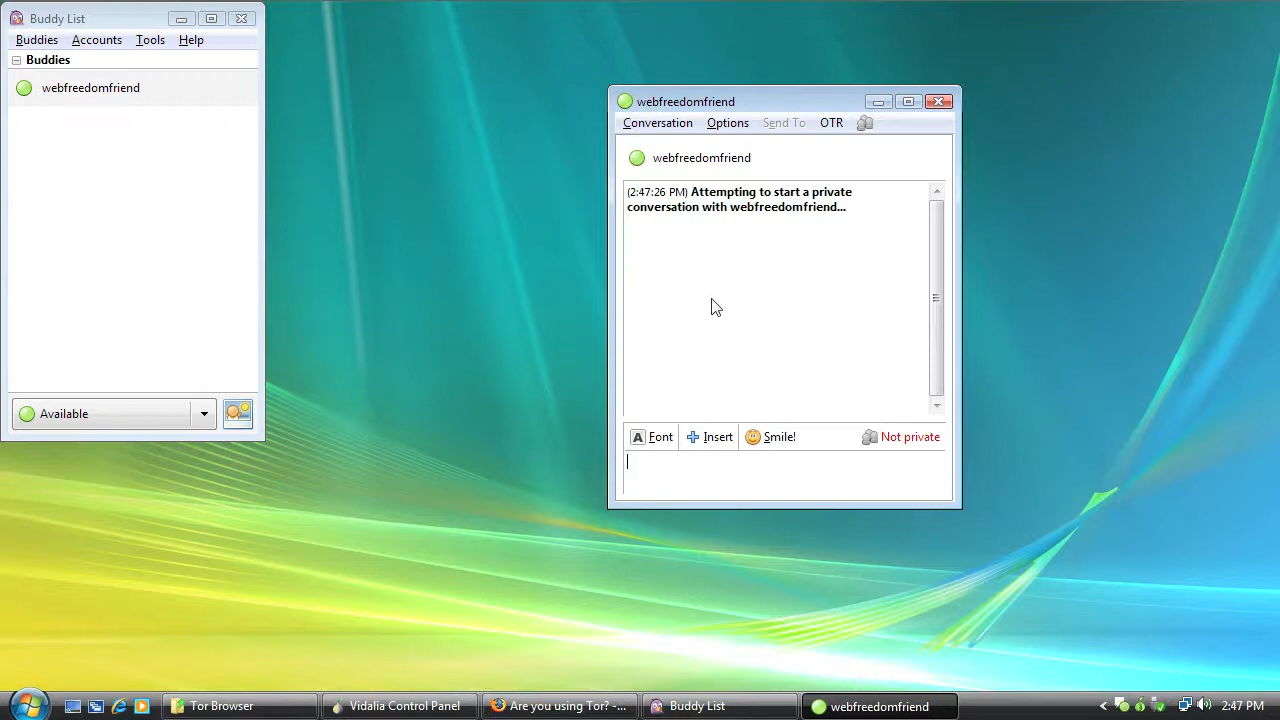 Buddy List
Buddies Accounts Tools Help
Buddies
webfreedomfriend
Available
webfreedomfriend
Conversation Options Send To OTR
webfreedomfriend
(2:47:26 PM) Attempting to start a private
conversation with webfreedomfriend...
A Font Insert Smile! Not private
Tor Browser Vidalia Control Panel Are you using Tor? -... Buddy List webfreedomfriend 2:47 PM